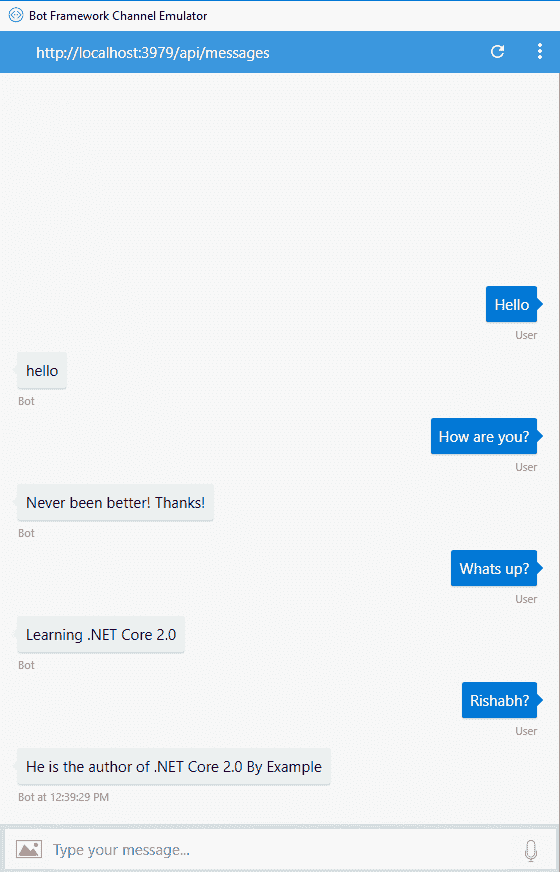 Bot Framework Channel Emulator
http://localhost:3979/api/messages
Hello
User
hello
Bot
How are you?
User
Never been better! Thanks!
Bot
Whats up?
User
Learning .NET Core 2.0
Bot
Rishabh?
User
He is the author of .NET Core 2.0 By Example
Bot at 12:39:29 PM
Type your message...